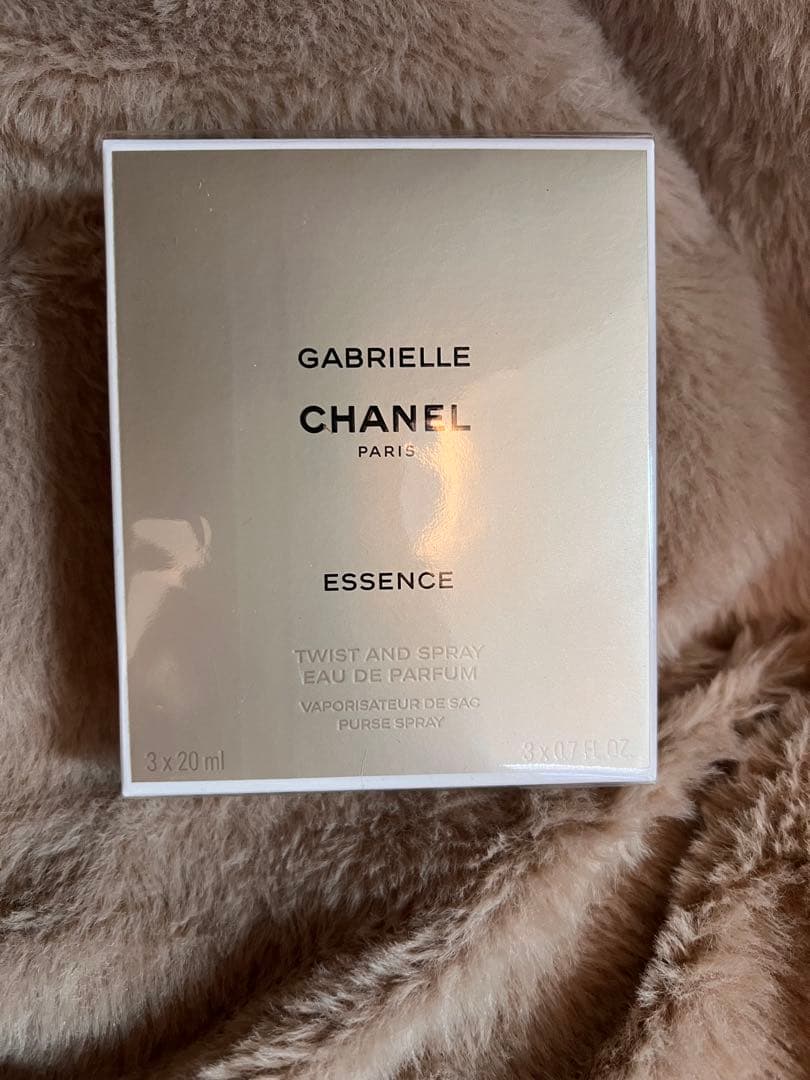 GABRIELLE
CHANEL
PARIS
ESSENCE
TWIST AND SPRAY
EAU DE PARFUM
VAPORISATEUR DE SAC
PURSE SPRAY
3 x 20 ml
3 x 0.7 FL. OZ.